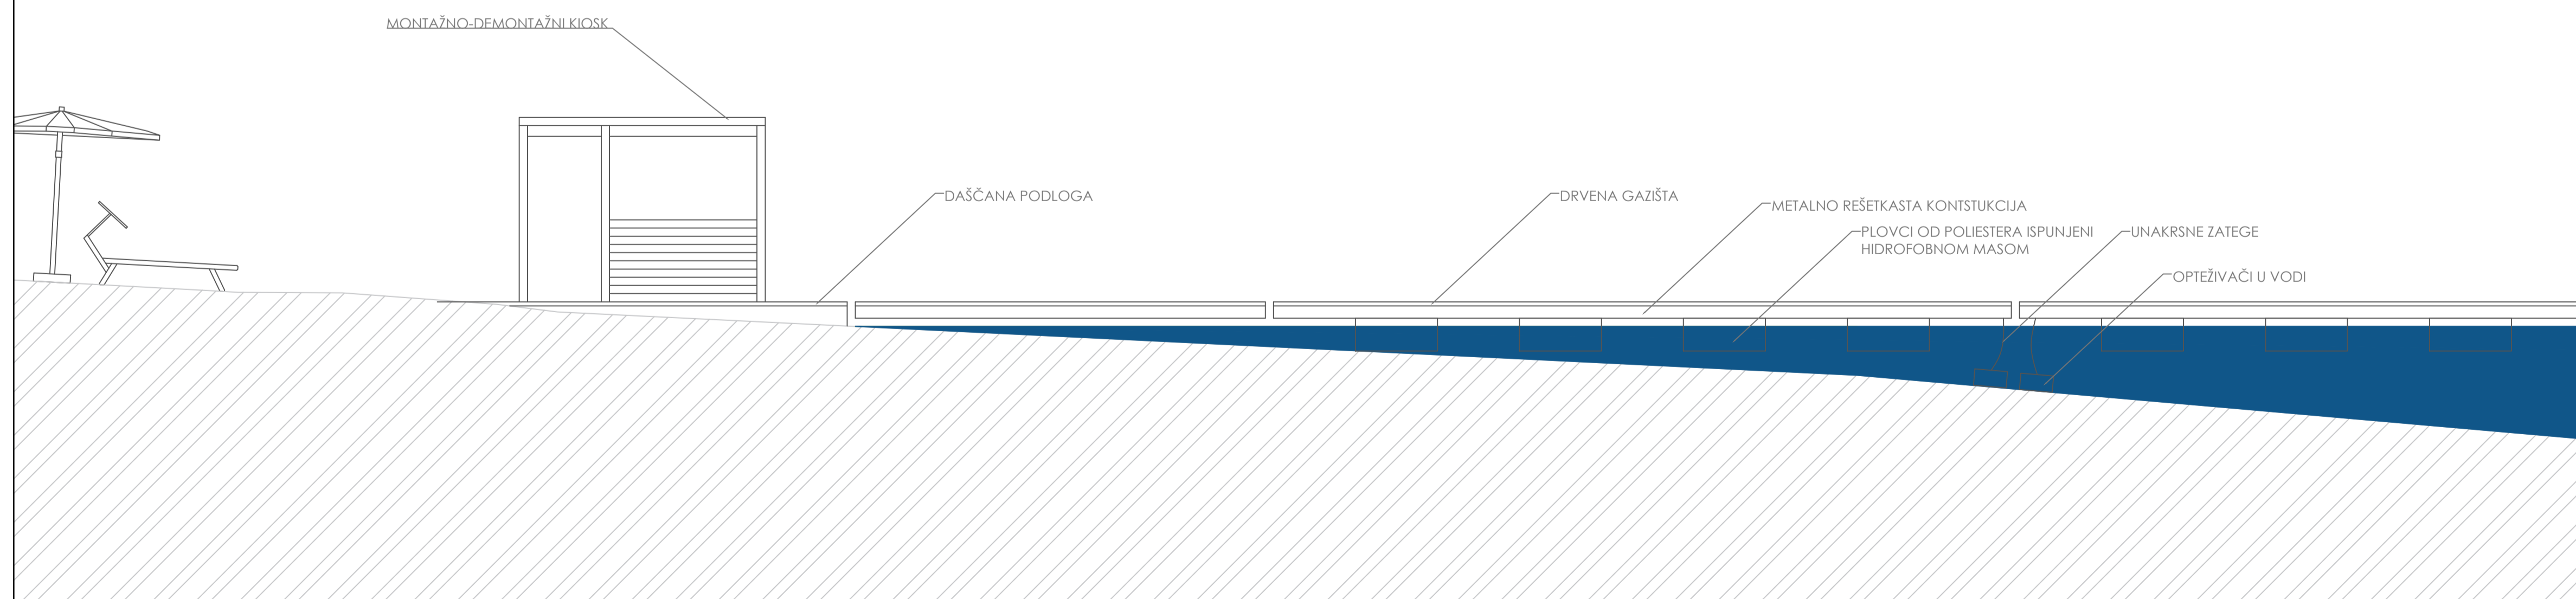 MONTAŽNO-DEMONTAŽNI KIOSK
DAŠČANA PODLOGA
DRVENA GAZIŠTA
METALNO REŠETKASTA KONTSTUKCIJA
PLOVCI OD POLIESTERA ISPUNJENI
HIDROFOBNOM MASOM
UNAKRSNE ZATEGE
OPTEŽIVAČI U VODI